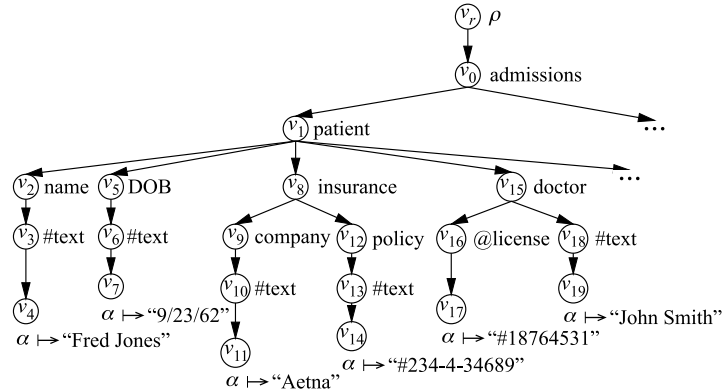 v_r ρ
v_0 admissions
v_1 patient ...
v_2 name v_5 DOB v_8 insurance v_15 doctor ...
v_3 #text v_6 #text v_9 company v_12 policy v_16 @license v_18 #text
v_4 v_7 v_10 #text v_13 #text v_17 v_19
α ↦ “9/23/62” α ↦ “John Smith”
α ↦ “Fred Jones” v_11 v_14 α ↦ “#18764531”
α ↦ “Aetna” α ↦ “#234-4-34689”